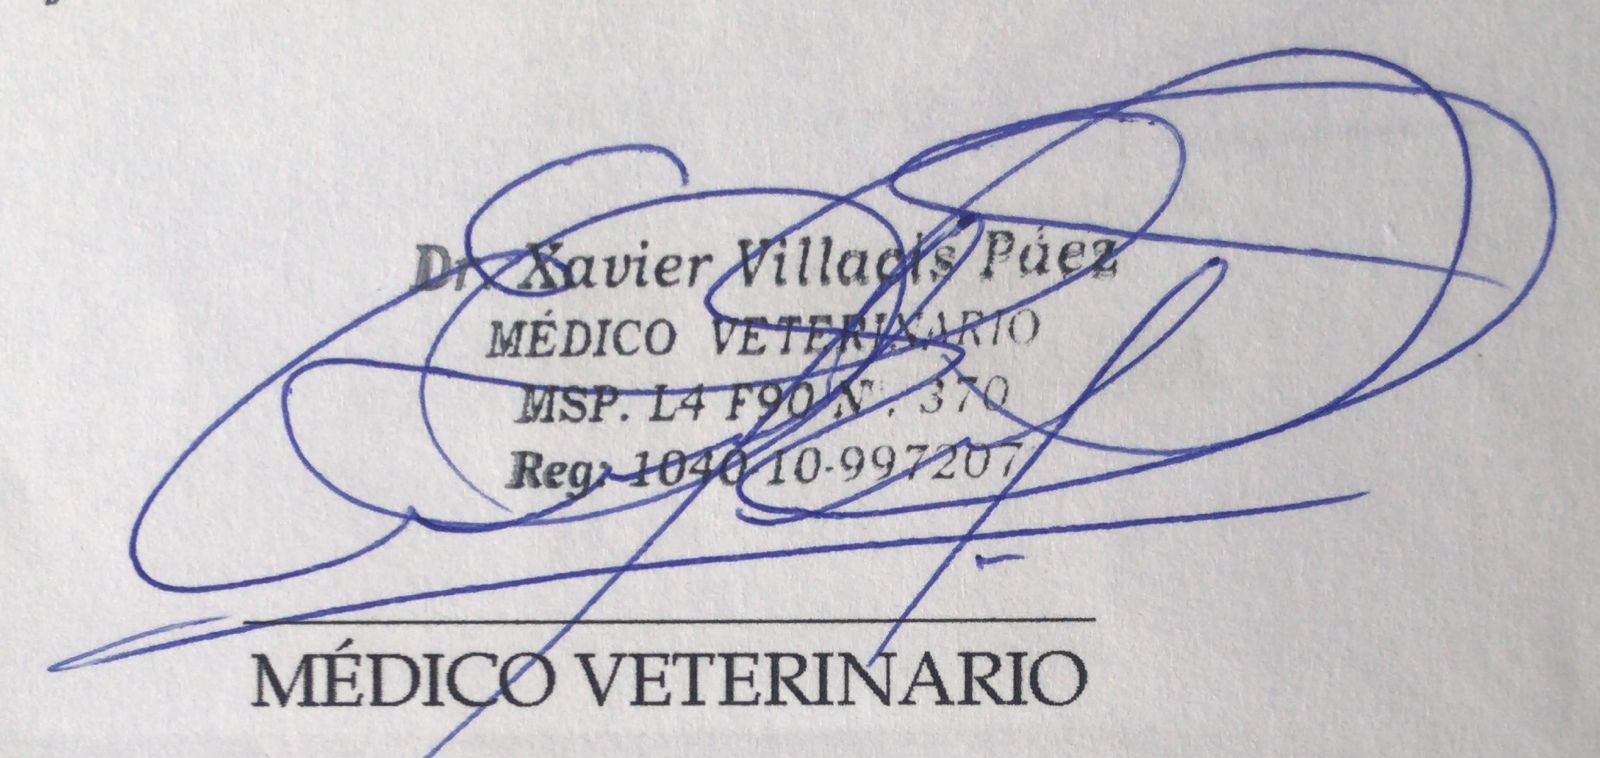 Dr. Xavier Villacís Páez
MÉDICO VETERINARIO
MSP. L4 F90 N°. 370
Reg: 1040 10-997207
MÉDICO VETERINARIO